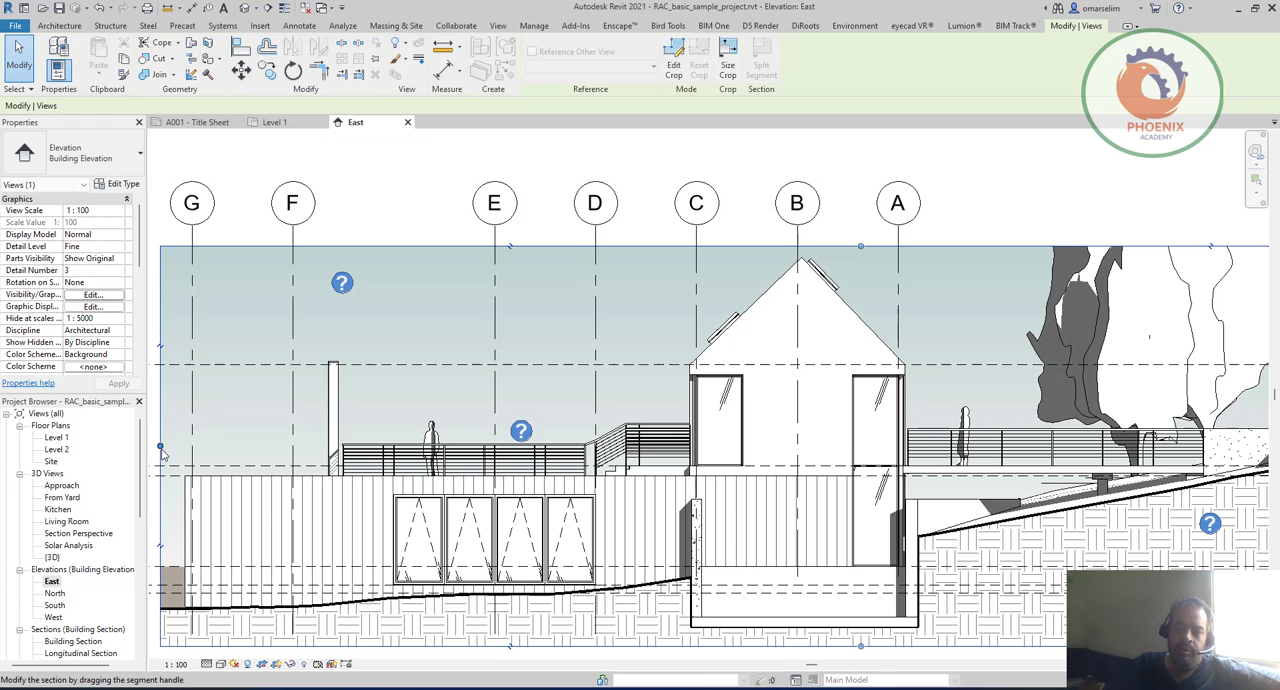 Autodesk Revit 2021 - RAC_basic_sample_project.rvt - Elevation: East
omarselim
File Architecture Structure Steel Precast Systems Insert Annotate Analyze Massing & Site Collaborate View Manage Add-Ins Enscape™ Bird Tools BIM One D5 Render DiRoots Environment eyecad VR® Lumion® BIM Track® Modify | Views
Cope
Cut
Join
Modify
Properties
Paste
Reference Other View
Edit Crop
Reset Crop
Size Crop
Split Segment
Select Properties Clipboard Geometry Modify View Measure Create Reference Mode Crop Section
Modify | Views
PHOENIX
ACADEMY
Properties
A001 - Title Sheet
Level 1
East
Elevation
Building Elevation
Views (1)
Edit Type
Graphics
View Scale 1 : 100
Scale Value 1: 100
Display Model Normal
Detail Level Fine
Parts Visibility Show Original
Detail Number 3
Rotation on S... None
Visibility/Grap... Edit...
Graphic Displ... Edit...
Hide at scales ... 1 : 5000
Discipline Architectural
Show Hidden ... By Discipline
Color Scheme... Background
Color Scheme <none>
Properties help
Apply
Project Browser - RAC_basic_samp...
Views (all)
Floor Plans
Level 1
Level 2
Site
3D Views
Approach
From Yard
Kitchen
Living Room
Section Perspective
Solar Analysis
{3D}
Elevations (Building Elevation
East
North
South
West
Sections (Building Section)
Building Section
Longitudinal Section
G F E D C B A
?
?
?
1 : 100
Modify the section by dragging the segment handle
:0
Main Model